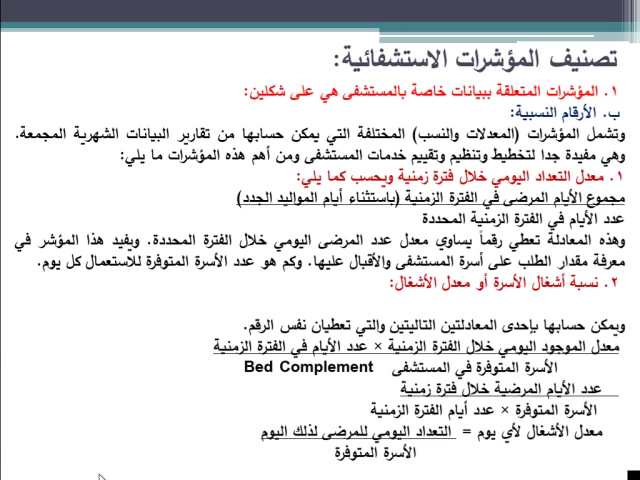 تصنيف المؤشرات الاستشفائية:
١. المؤشرات المتعلقة ببيانات خاصة بالمستشفى هي على شكلين:
ب. الأرقام النسبية:
وتشمل المؤشرات (المعدلات والنسب) المختلفة التي يمكن حسابها من تقارير البيانات الشهرية المجمعة.
وهي مفيدة جدا لتخطيط وتنظيم وتقييم خدمات المستشفى ومن أهم هذه المؤشرات ما يلي:
١. معدل التعداد اليومي خلال فترة زمنية ويحسب كما يلي:
مجموع الأيام المرضى في الفترة الزمنية (باستثناء أيام المواليد الجدد)
عدد الأيام في الفترة الزمنية المحددة
وهذه المعادلة تعطي رقماً يساوي معدل عدد المرضى اليومي خلال الفترة المحددة. ويفيد هذا المؤشر في
معرفة مقدار الطلب على أسرة المستشفى والأقبال عليها. وكم هو عدد الأسرة المتوفرة للاستعمال كل يوم.
٢. نسبة أشغال الأسرة أو معدل الأشغال:
ويمكن حسابها بإحدى المعادلتين التاليتين والتي تعطيان نفس الرقم.
معدل الموجود اليومي خلال الفترة الزمنية × عدد الأيام في الفترة الزمنية
الأسرة المتوفرة في المستشفى Bed Complement
عدد الأيام المرضية خلال فترة زمنية
الأسرة المتوفرة × عدد أيام الفترة الزمنية
معدل الأشغال لأي يوم = التعداد اليومي للمرضى لذلك اليوم
الأسرة المتوفرة